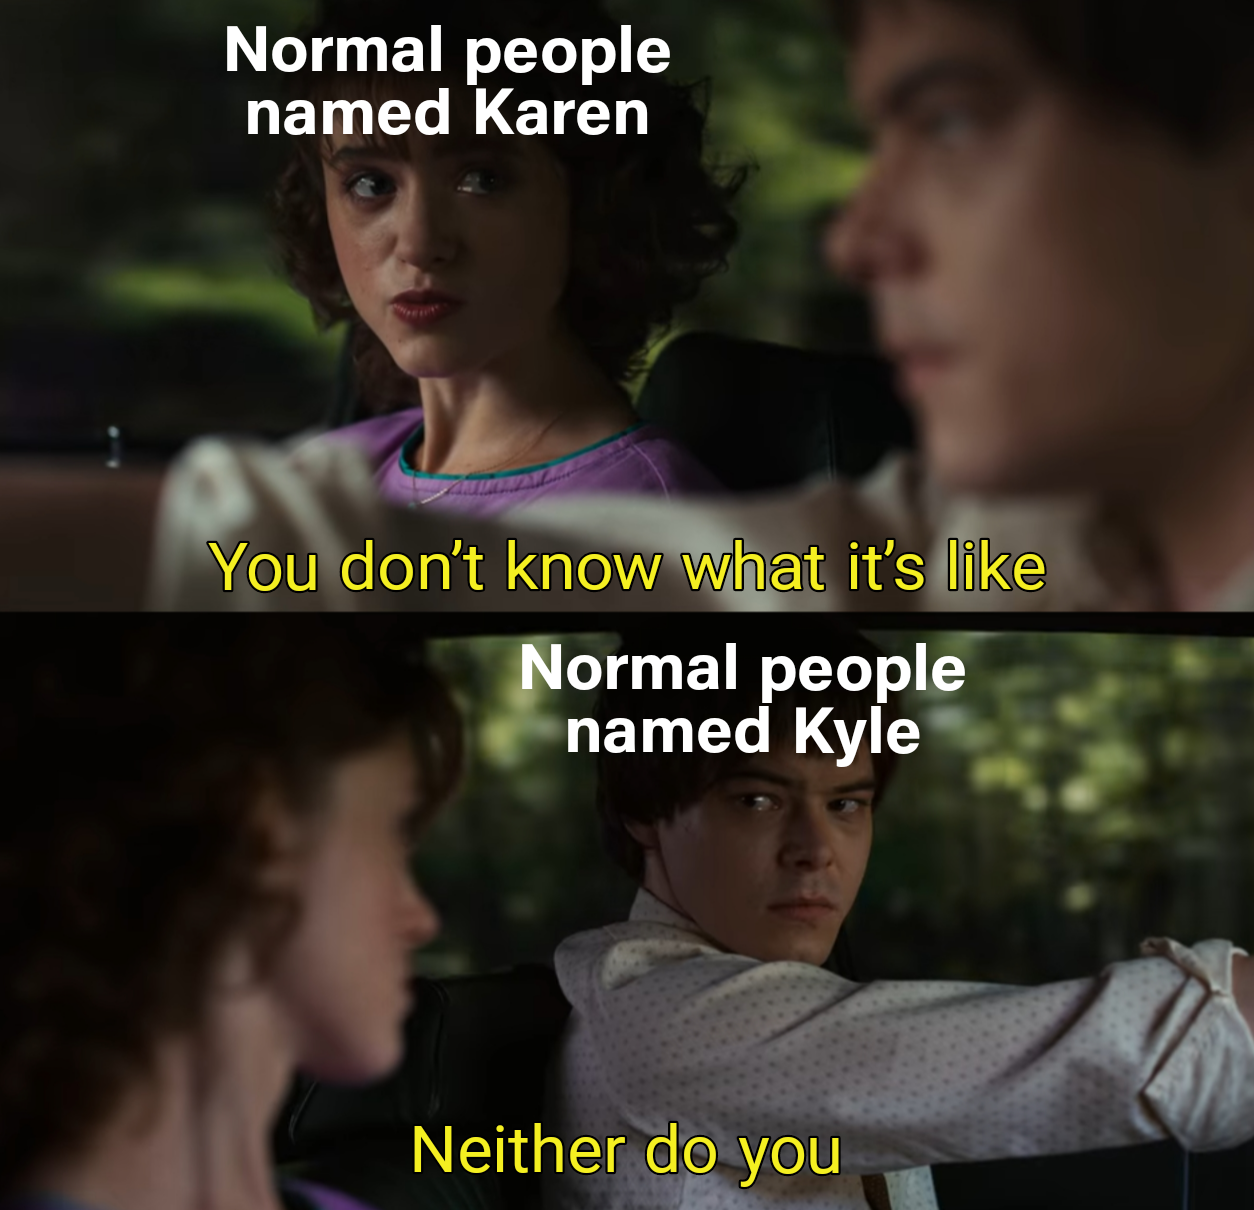 Normal people
named Karen
You don’t know what it’s like
Normal people
named Kyle
Neither do you